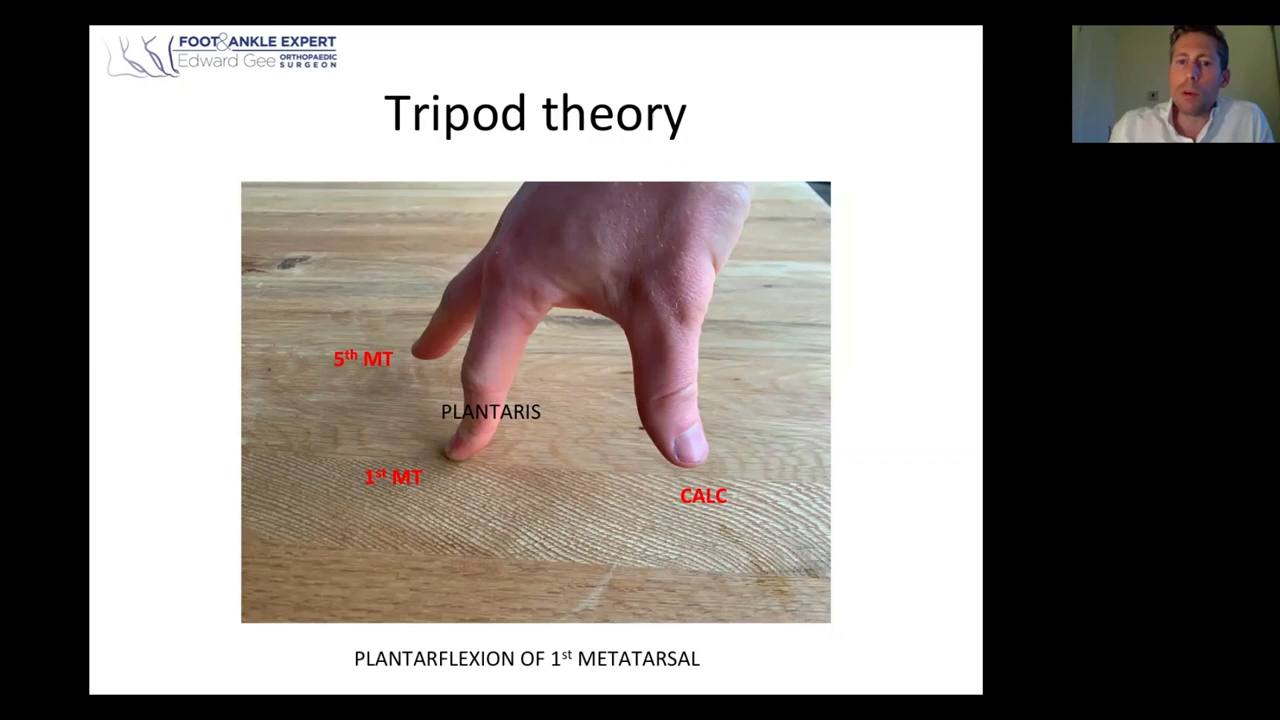 FOOT & ANKLE EXPERT
Edward Gee ORTHOPAEDIC SURGEON
Tripod theory
5th MT
PLANTARIS
1st MT
CALC
PLANTARFLEXION OF 1st METATARSAL